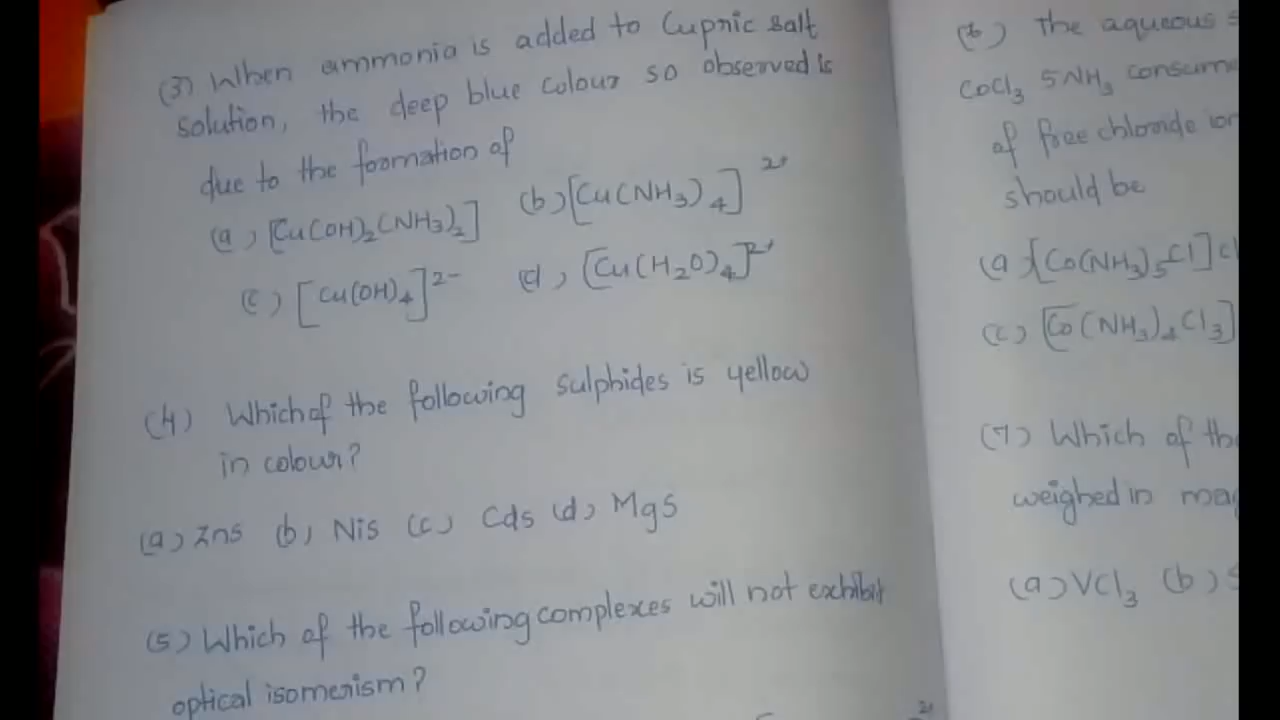 (3) When ammonia is added to Cupric salt
solution, the deep blue colour so observed is
due to the formation of
(a) [Cu(OH)₂(NH₃)₂] (b) [Cu(NH₃)₄]²⁺
(c) [Cu(OH)₄]²⁻ (d) [Cu(H₂O)₄]²⁺
(4) Which of the following sulphides is yellow
in colour?
(a) Zns (b) Nis (c) Cds (d) MgS
(5) Which of the following complexes will not exhibit
optical isomerism?
(6) the aqueous
CoCl₃ 5NH₃
of free chloride
should be
(a) [Co(NH₃)₅Cl]
(c) [Co(NH₃)₄Cl₃]
(7) Which of
weighed in
(a) VCl₃ (b)